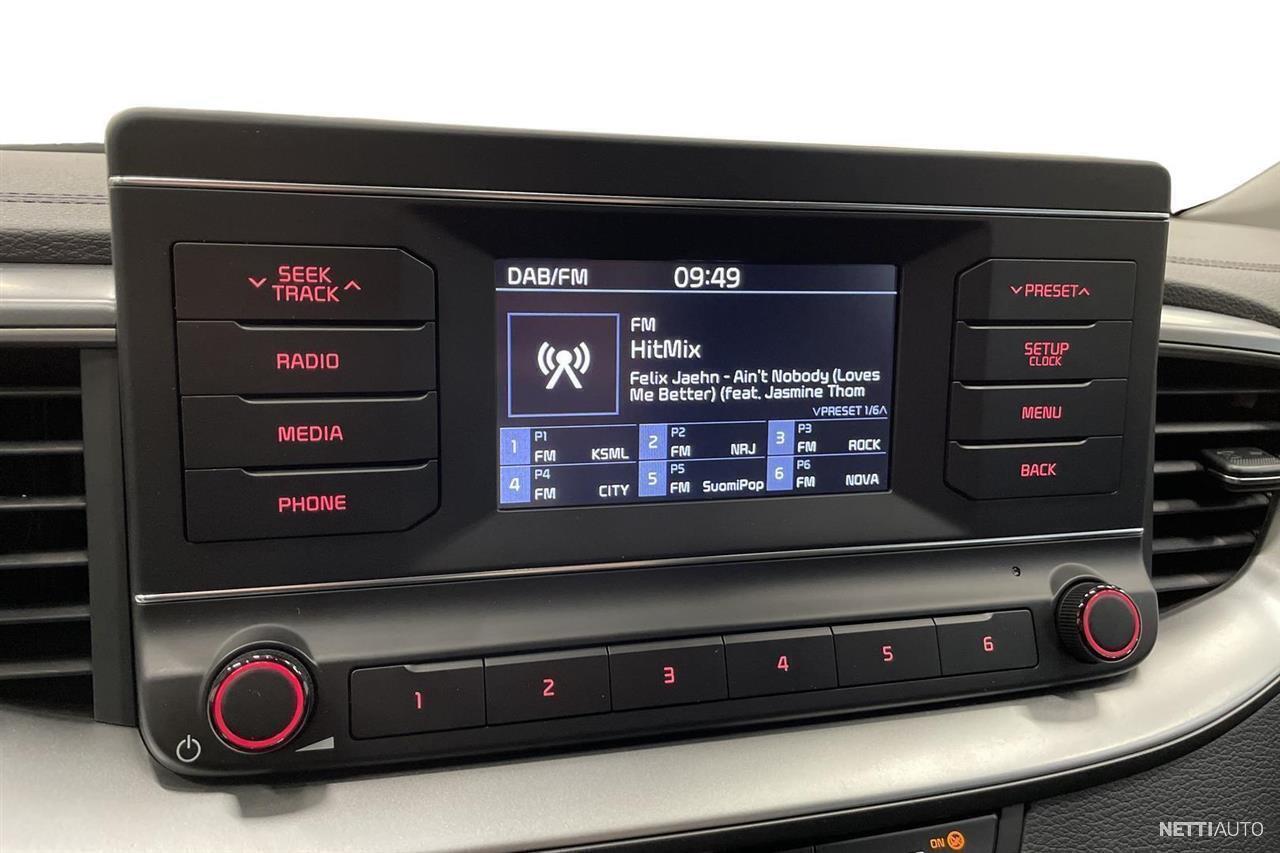 SEEK
TRACK
RADIO
MEDIA
PHONE
DAB/FM 09:49
FM
HitMix
Felix Jaehn - Ain't Nobody (Loves
Me Better) (feat. Jasmine Thom
PRESET 1/6
1 P1 FM KSML 2 P2 FM NRJ 3 P3 FM ROCK
4 P4 FM CITY 5 P5 FM SuomiPop 6 P6 FM NOVA
PRESET
SETUP
CLOCK
MENU
BACK
1 2 3 4 5 6
ON
NETTIAUTO